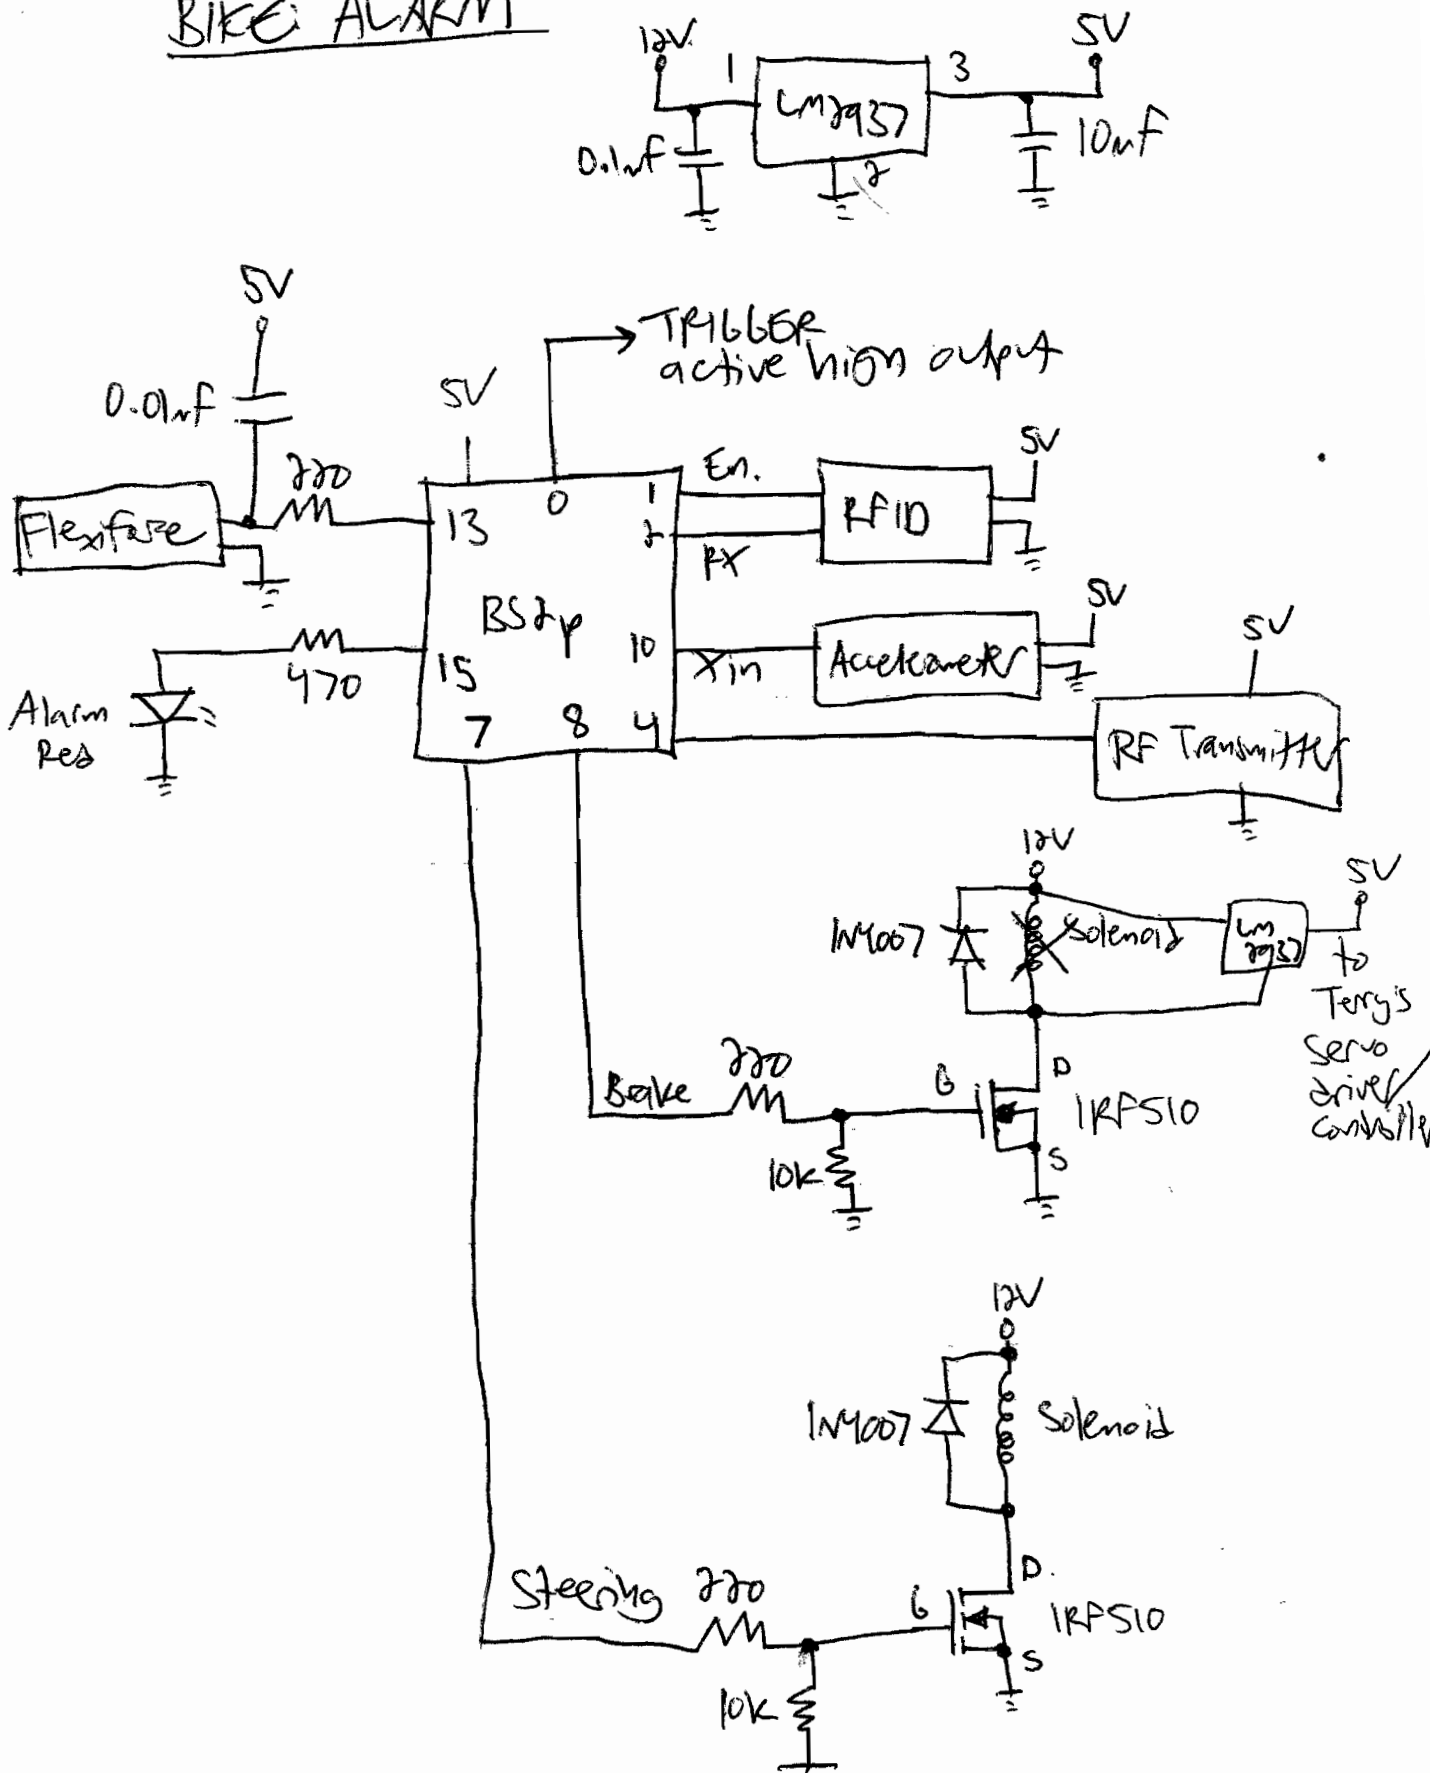 BIKE ALARM
12V
1
LM2937
3
5V
0.1uF
2
10uF
5V
0.01uF
220
Flexiforce
5V
TRIGGER
active high output
0
13
1
2
En.
RX
RFID
5V
BS2p
10
Xin
Accelerometer
5V
15
470
Alarm
Red
7
8
4
RF Transmitter
5V
12V
1N4007
Solenoid
LM
2937
5V
to
Terry's
servo
driver/
controller
Brake
220
10k
G
D
S
IRF510
12V
1N4007
Solenoid
Steering
220
10k
G
D
S
IRF510